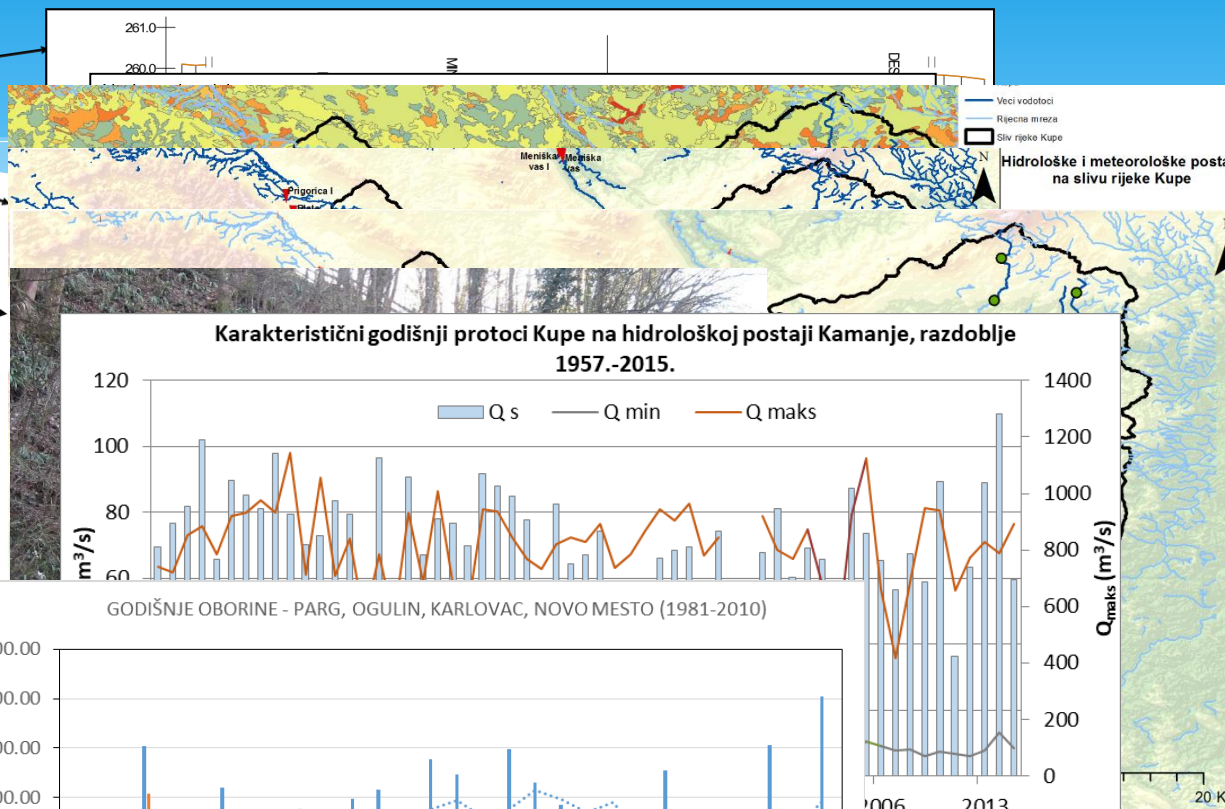 261.0
260.0
Veci vodotoci
Rijecna mreza
Sliv rijeke Kupe
Hidrološke i meteorološke posta
na slivu rijeke Kupe
N
Meniška
vas I
Meniška
vas
Prigorica I
Karakteristični godišnji protoci Kupe na hidrološkoj postaji Kamanje, razdoblje
1957.-2015.
Q s
Q min
Q maks
120
100
80
60
m³/s)
1400
1200
1000
800
600
400
200
0
Qmaks (m³/s)
2006
2013
GODIŠNJE OBORINE - PARG, OGULIN, KARLOVAC, NOVO MESTO (1981-2010)
00.00
00.00
00.00
00.00
20 K